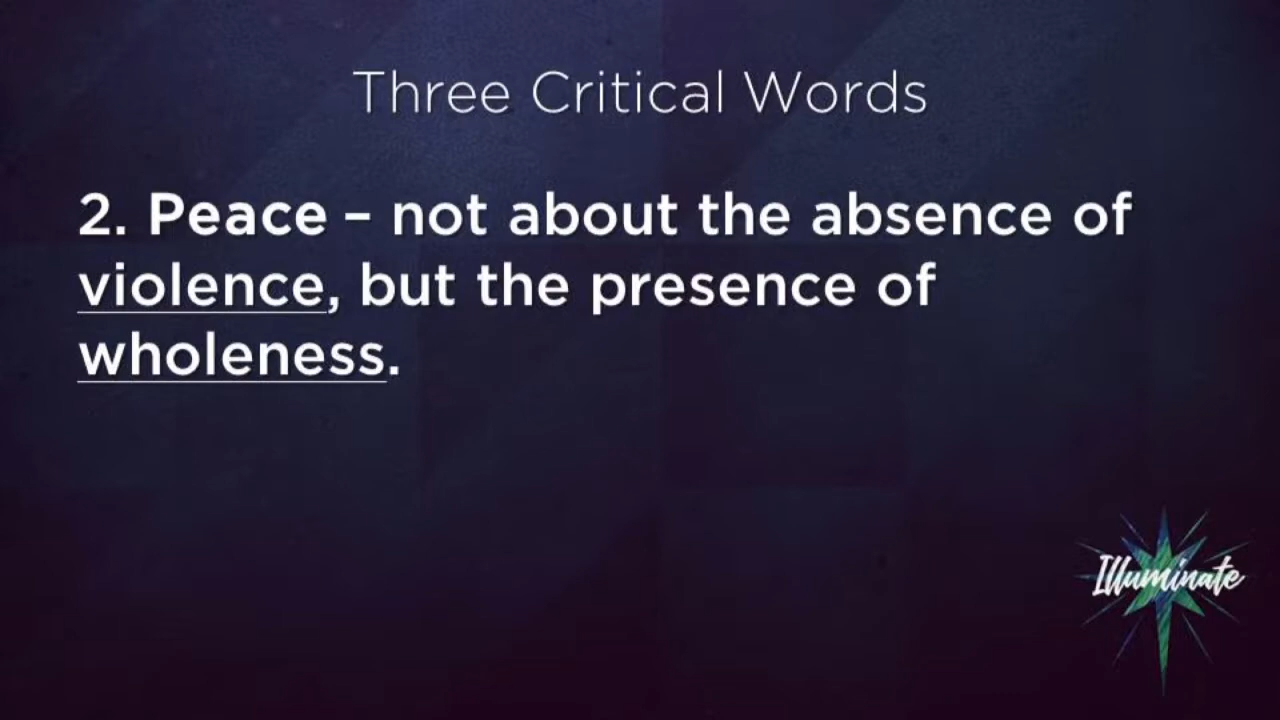 Three Critical Words
2. Peace – not about the absence of
violence, but the presence of
wholeness.
Illuminate